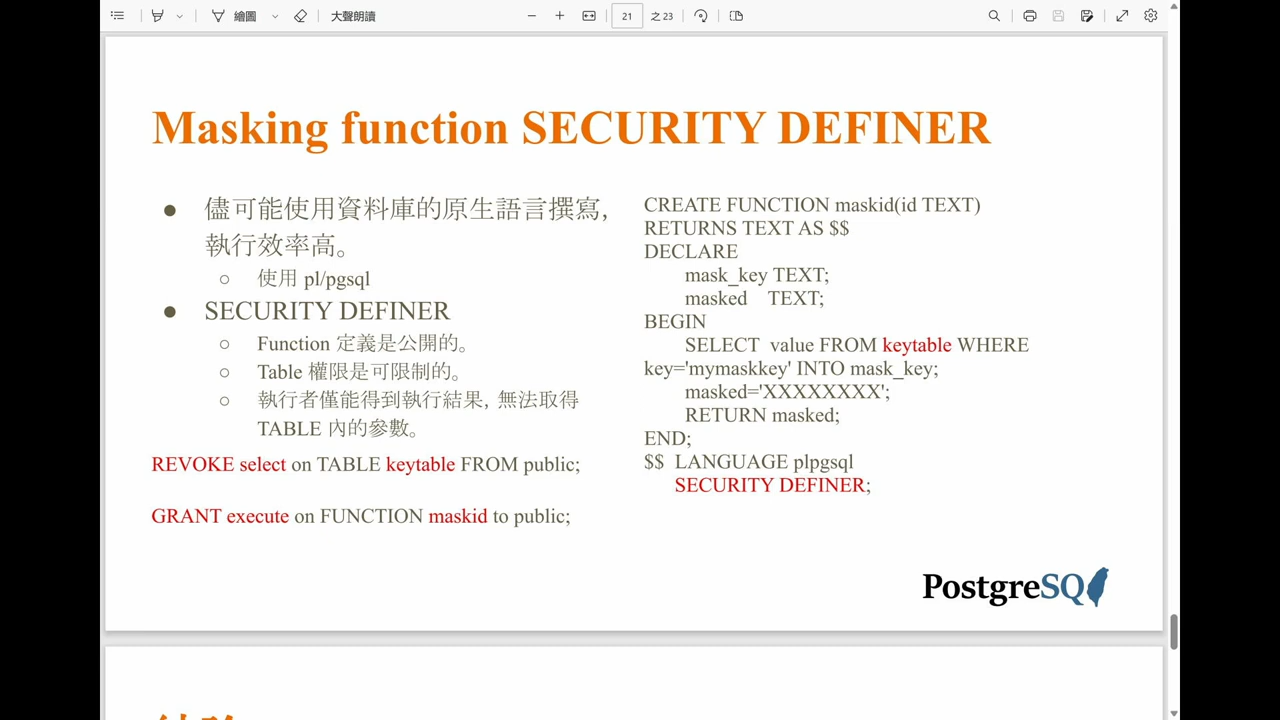 繪圖
大聲朗讀
21
之 23
Masking function SECURITY DEFINER
● 儘可能使用資料庫的原生語言撰寫,
執行效率高。
○ 使用 pl/pgsql
● SECURITY DEFINER
○ Function 定義是公開的。
○ Table 權限是可限制的。
○ 執行者僅能得到執行結果, 無法取得
TABLE 內的參數。
REVOKE select on TABLE keytable FROM public;
GRANT execute on FUNCTION maskid to public;
CREATE FUNCTION maskid(id TEXT)
RETURNS TEXT AS $$
DECLARE
mask_key TEXT;
masked TEXT;
BEGIN
SELECT value FROM keytable WHERE
key='mymaskkey' INTO mask_key;
masked='XXXXXXXX';
RETURN masked;
END;
$$ LANGUAGE plpgsql
SECURITY DEFINER;
PostgreSQ